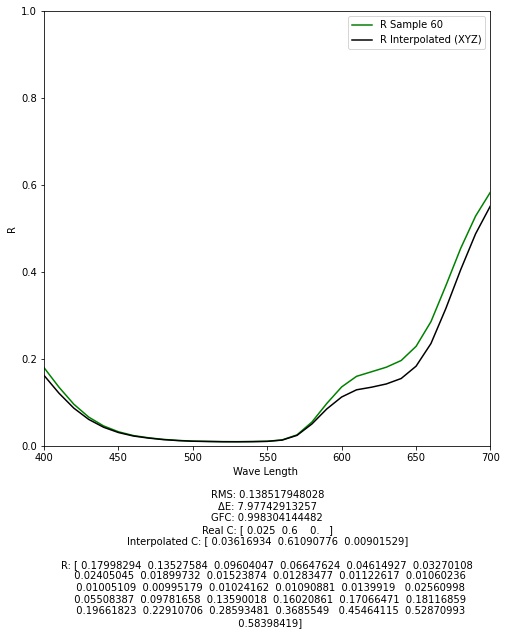 1.0
0.8
0.6
0.4
0.2
0.0
R
R Sample 60
R Interpolated (XYZ)
400 450 500 550 600 650 700
Wave Length
RMS: 0.138517948028
ΔE: 7.97742913257
GFC: 0.998304144482
Real C: [ 0.025 0.6 0. ]
Interpolated C: [ 0.03616934 0.61090776 0.00901529]
R: [ 0.17998294 0.13527584 0.09604047 0.06647624 0.04614927 0.03270108
0.02405045 0.01899732 0.01523874 0.01283477 0.01122617 0.01060236
0.01005109 0.00995179 0.01024162 0.01090881 0.0139919 0.02560998
0.05508387 0.09781658 0.13590018 0.16020861 0.17066471 0.18116859
0.19661823 0.22910706 0.28593481 0.3685549 0.45464115 0.52870993
0.58398419]